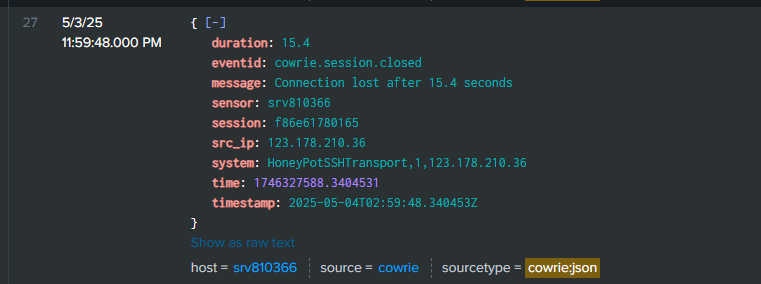 27 5/3/25 { [-]
11:59:48.000 PM duration: 15.4
eventid: cowrie.session.closed
message: Connection lost after 15.4 seconds
sensor: srv810366
session: f86e61780165
src_ip: 123.178.210.36
system: HoneyPotSSHTransport,1,123.178.210.36
time: 1746327588.3404531
timestamp: 2025-05-04T02:59:48.340453Z
}
Show as raw text
host = srv810366 source = cowrie sourcetype = cowrie:json